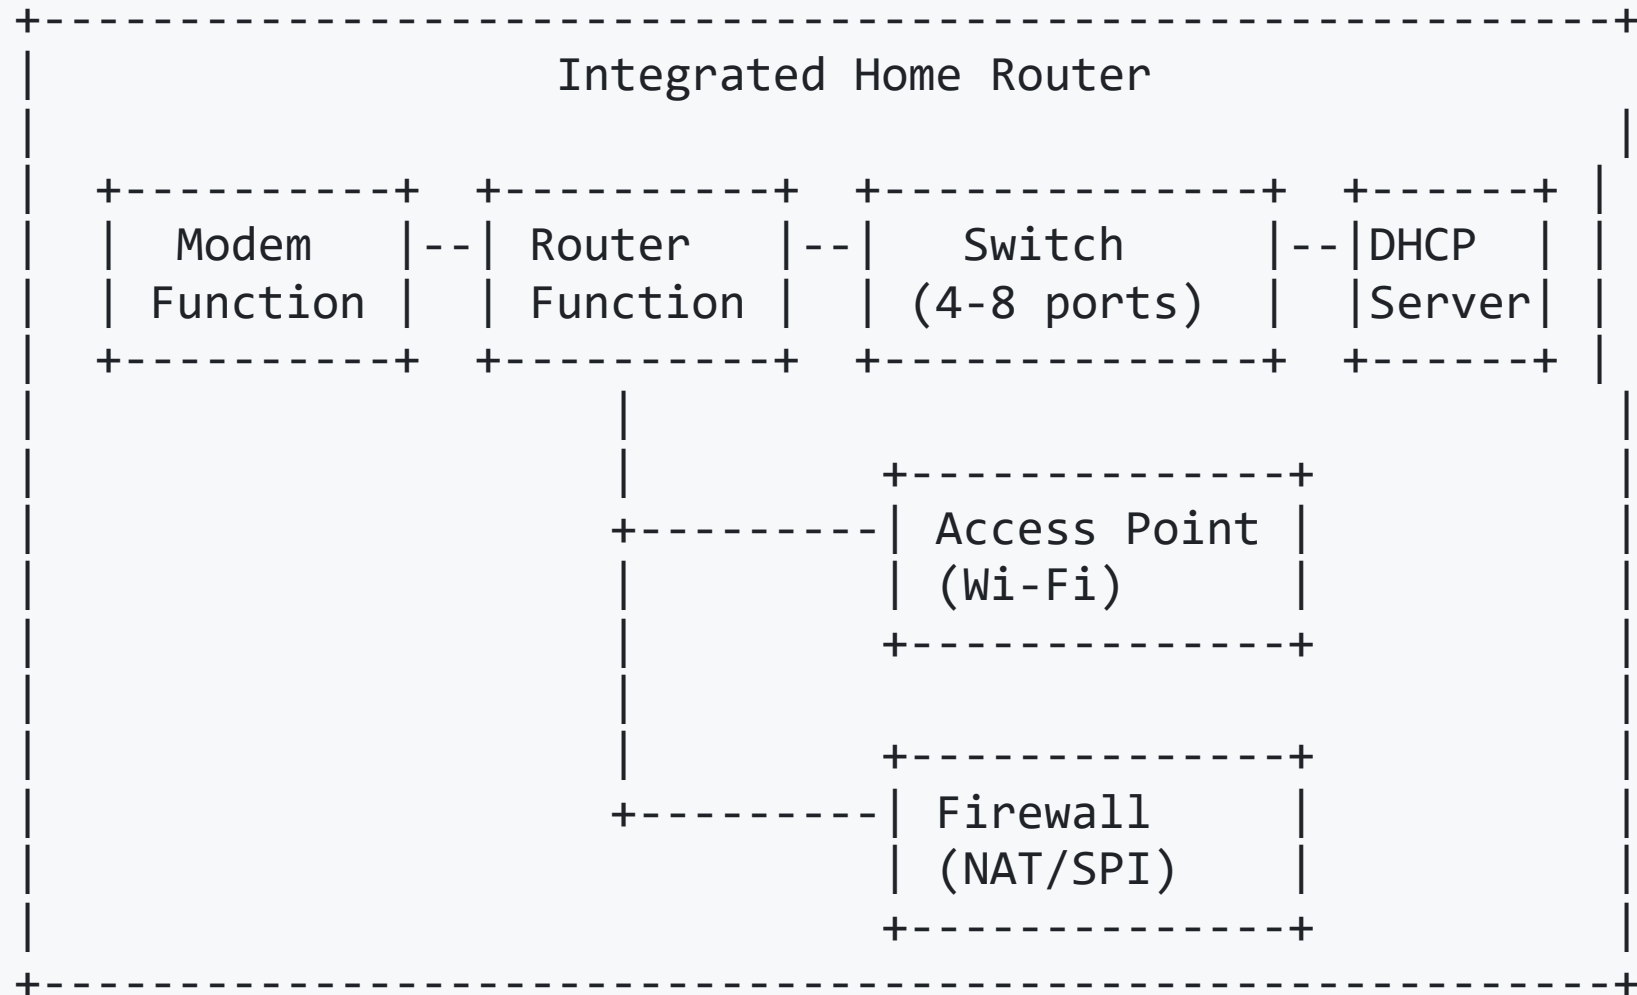 Integrated Home Router
Modem Router Switch DHCP
Function Function (4-8 ports) Server
Access Point
(Wi-Fi)
Firewall
(NAT/SPI)